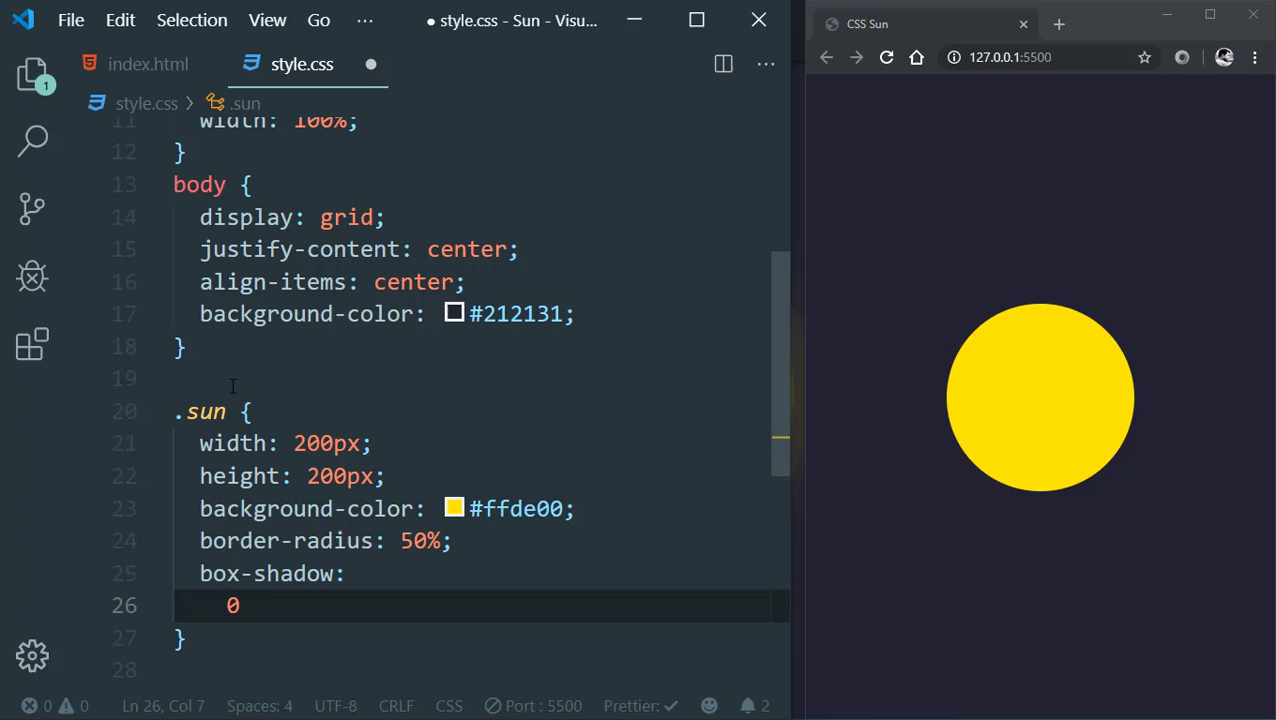 File Edit Selection View Go ··· ● style.css - Sun - Visu...
index.html style.css ●
style.css > .sun
11 width: 100%;
12 }
13 body {
14 display: grid;
15 justify-content: center;
16 align-items: center;
17 background-color: #212131;
18 }
19
20 .sun {
21 width: 200px;
22 height: 200px;
23 background-color: #ffde00;
24 border-radius: 50%;
25 box-shadow:
26 0
27 }
28
1
0 0 Ln 26, Col 7 Spaces: 4 UTF-8 CRLF CSS Port : 5500 Prettier: ✓ 2
CSS Sun
127.0.0.1:5500